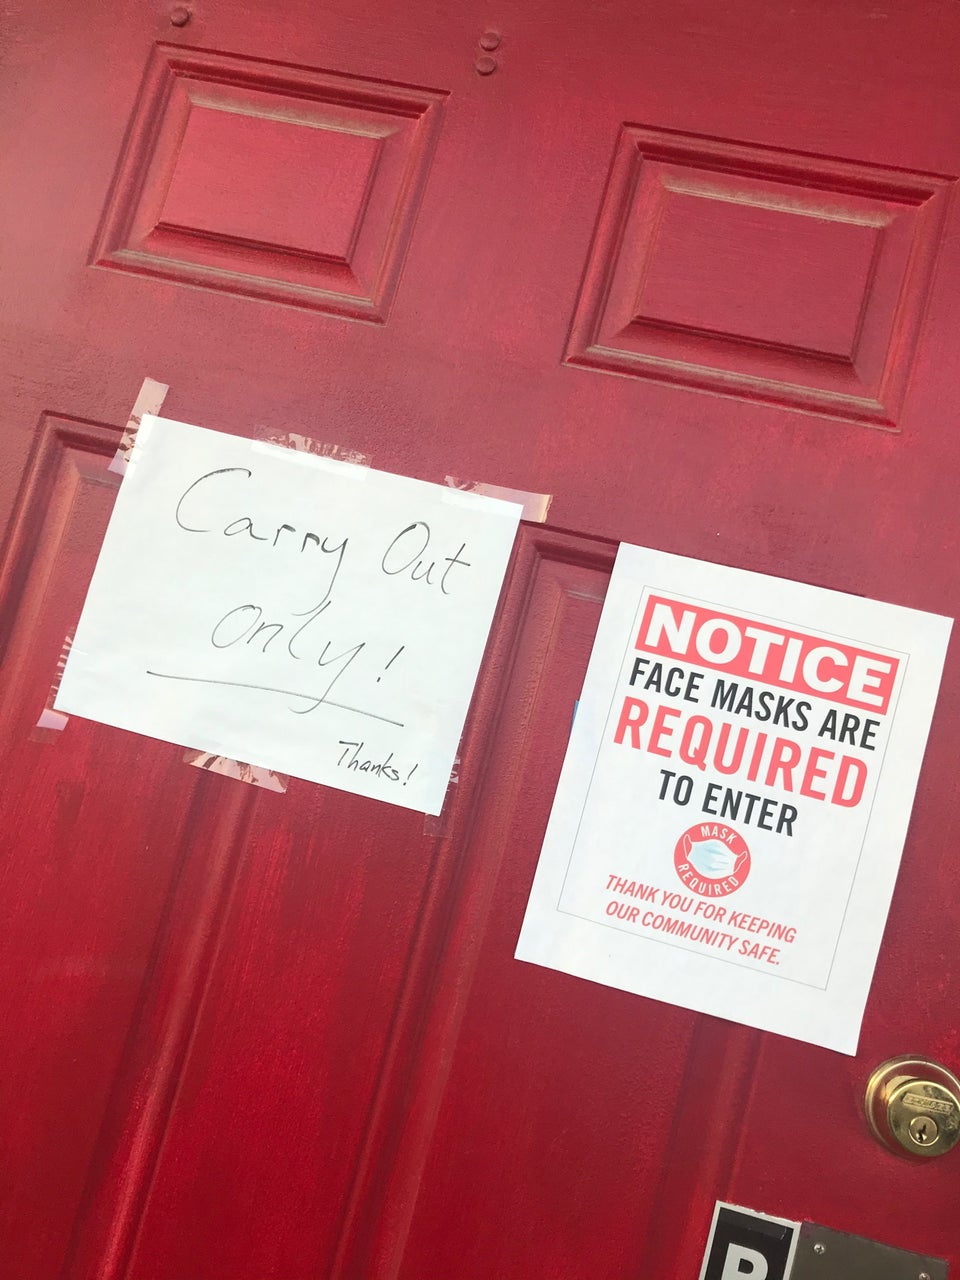 Carry Out
Only!
Thanks!
NOTICE
FACE MASKS ARE
REQUIRED
TO ENTER
MASK
REQUIRED
THANK YOU FOR KEEPING
OUR COMMUNITY SAFE.